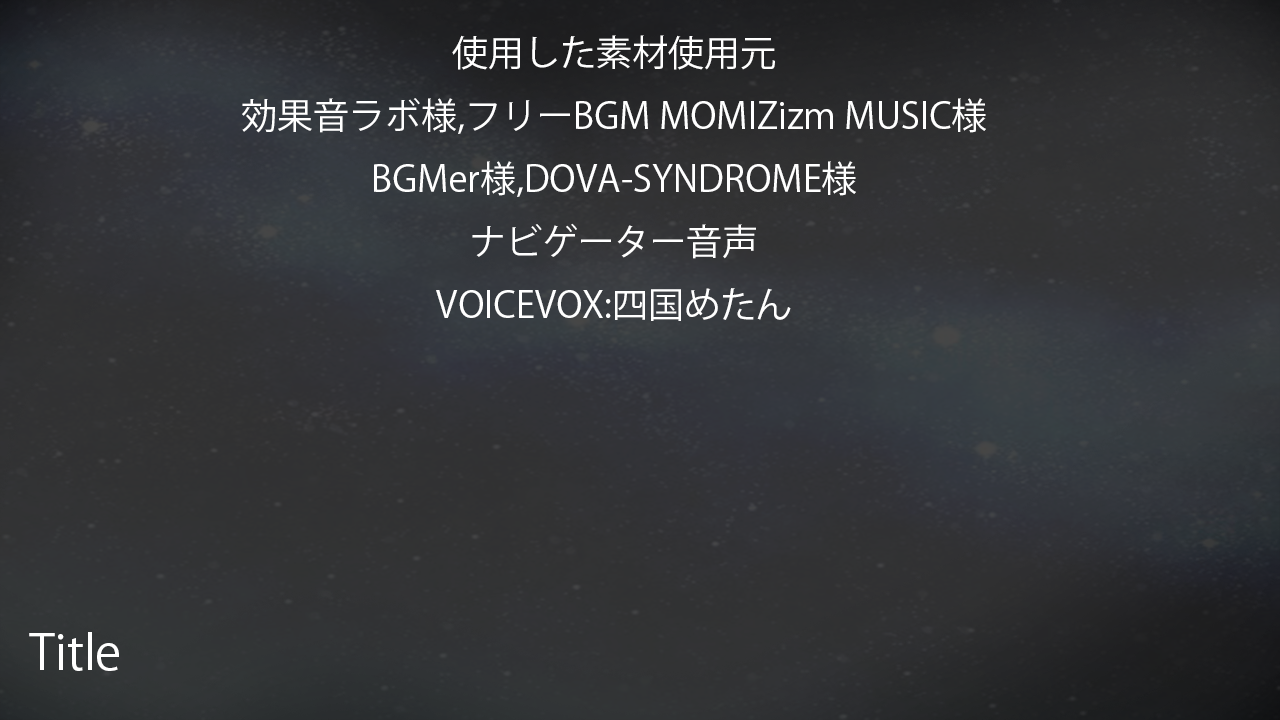 使用した素材使用元
効果音ラボ様,フリーBGM MOMIZizm MUSIC様
BGMer様,DOVA-SYNDROME様
ナビゲーター音声
VOICEVOX:四国めたん
Title